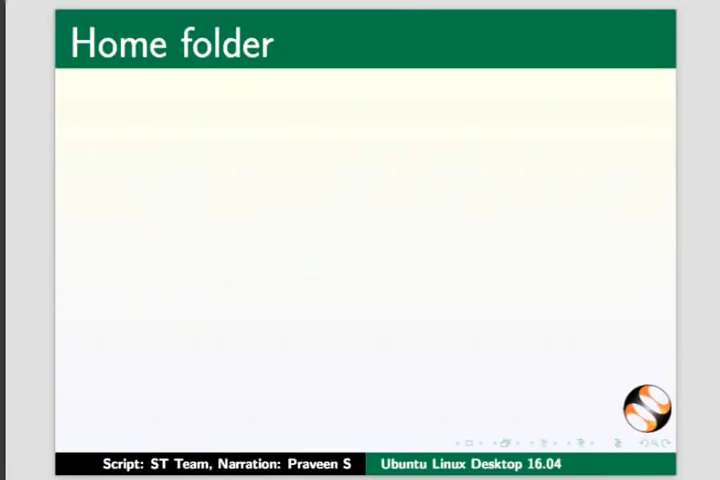 Home folder
Script: ST Team, Narration: Praveen S
Ubuntu Linux Desktop 16.04